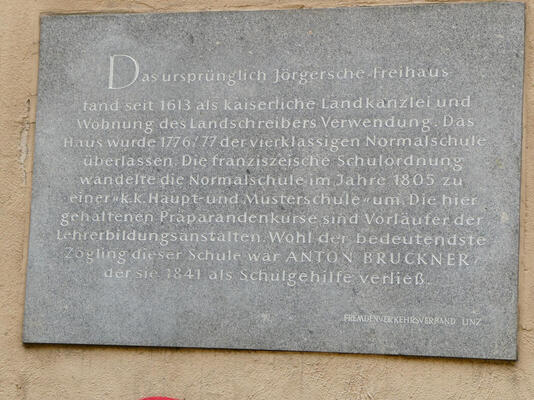 Das ursprünglich Jörgersche Freihaus
fand seit 1613 als kaiserliche Landkanzlei und
Wohnung des Landschreibers Verwendung. Das
Haus wurde 1776/77 der vierklassigen Normalschule
überlassen. Die franziszeische Schulordnung
wandelte die Normalschule im Jahre 1805 zu
einer »k.k. Haupt- und Musterschule« um. Die hier
gehaltenen Präparandenkurse sind Vorläufer der
Lehrerbildungsanstalten. Wohl der bedeutendste
Zögling dieser Schule war ANTON BRUCKNER,
der sie 1841 als Schulgehilfe verließ.
FREMDENVERKEHRSVERBAND LINZ